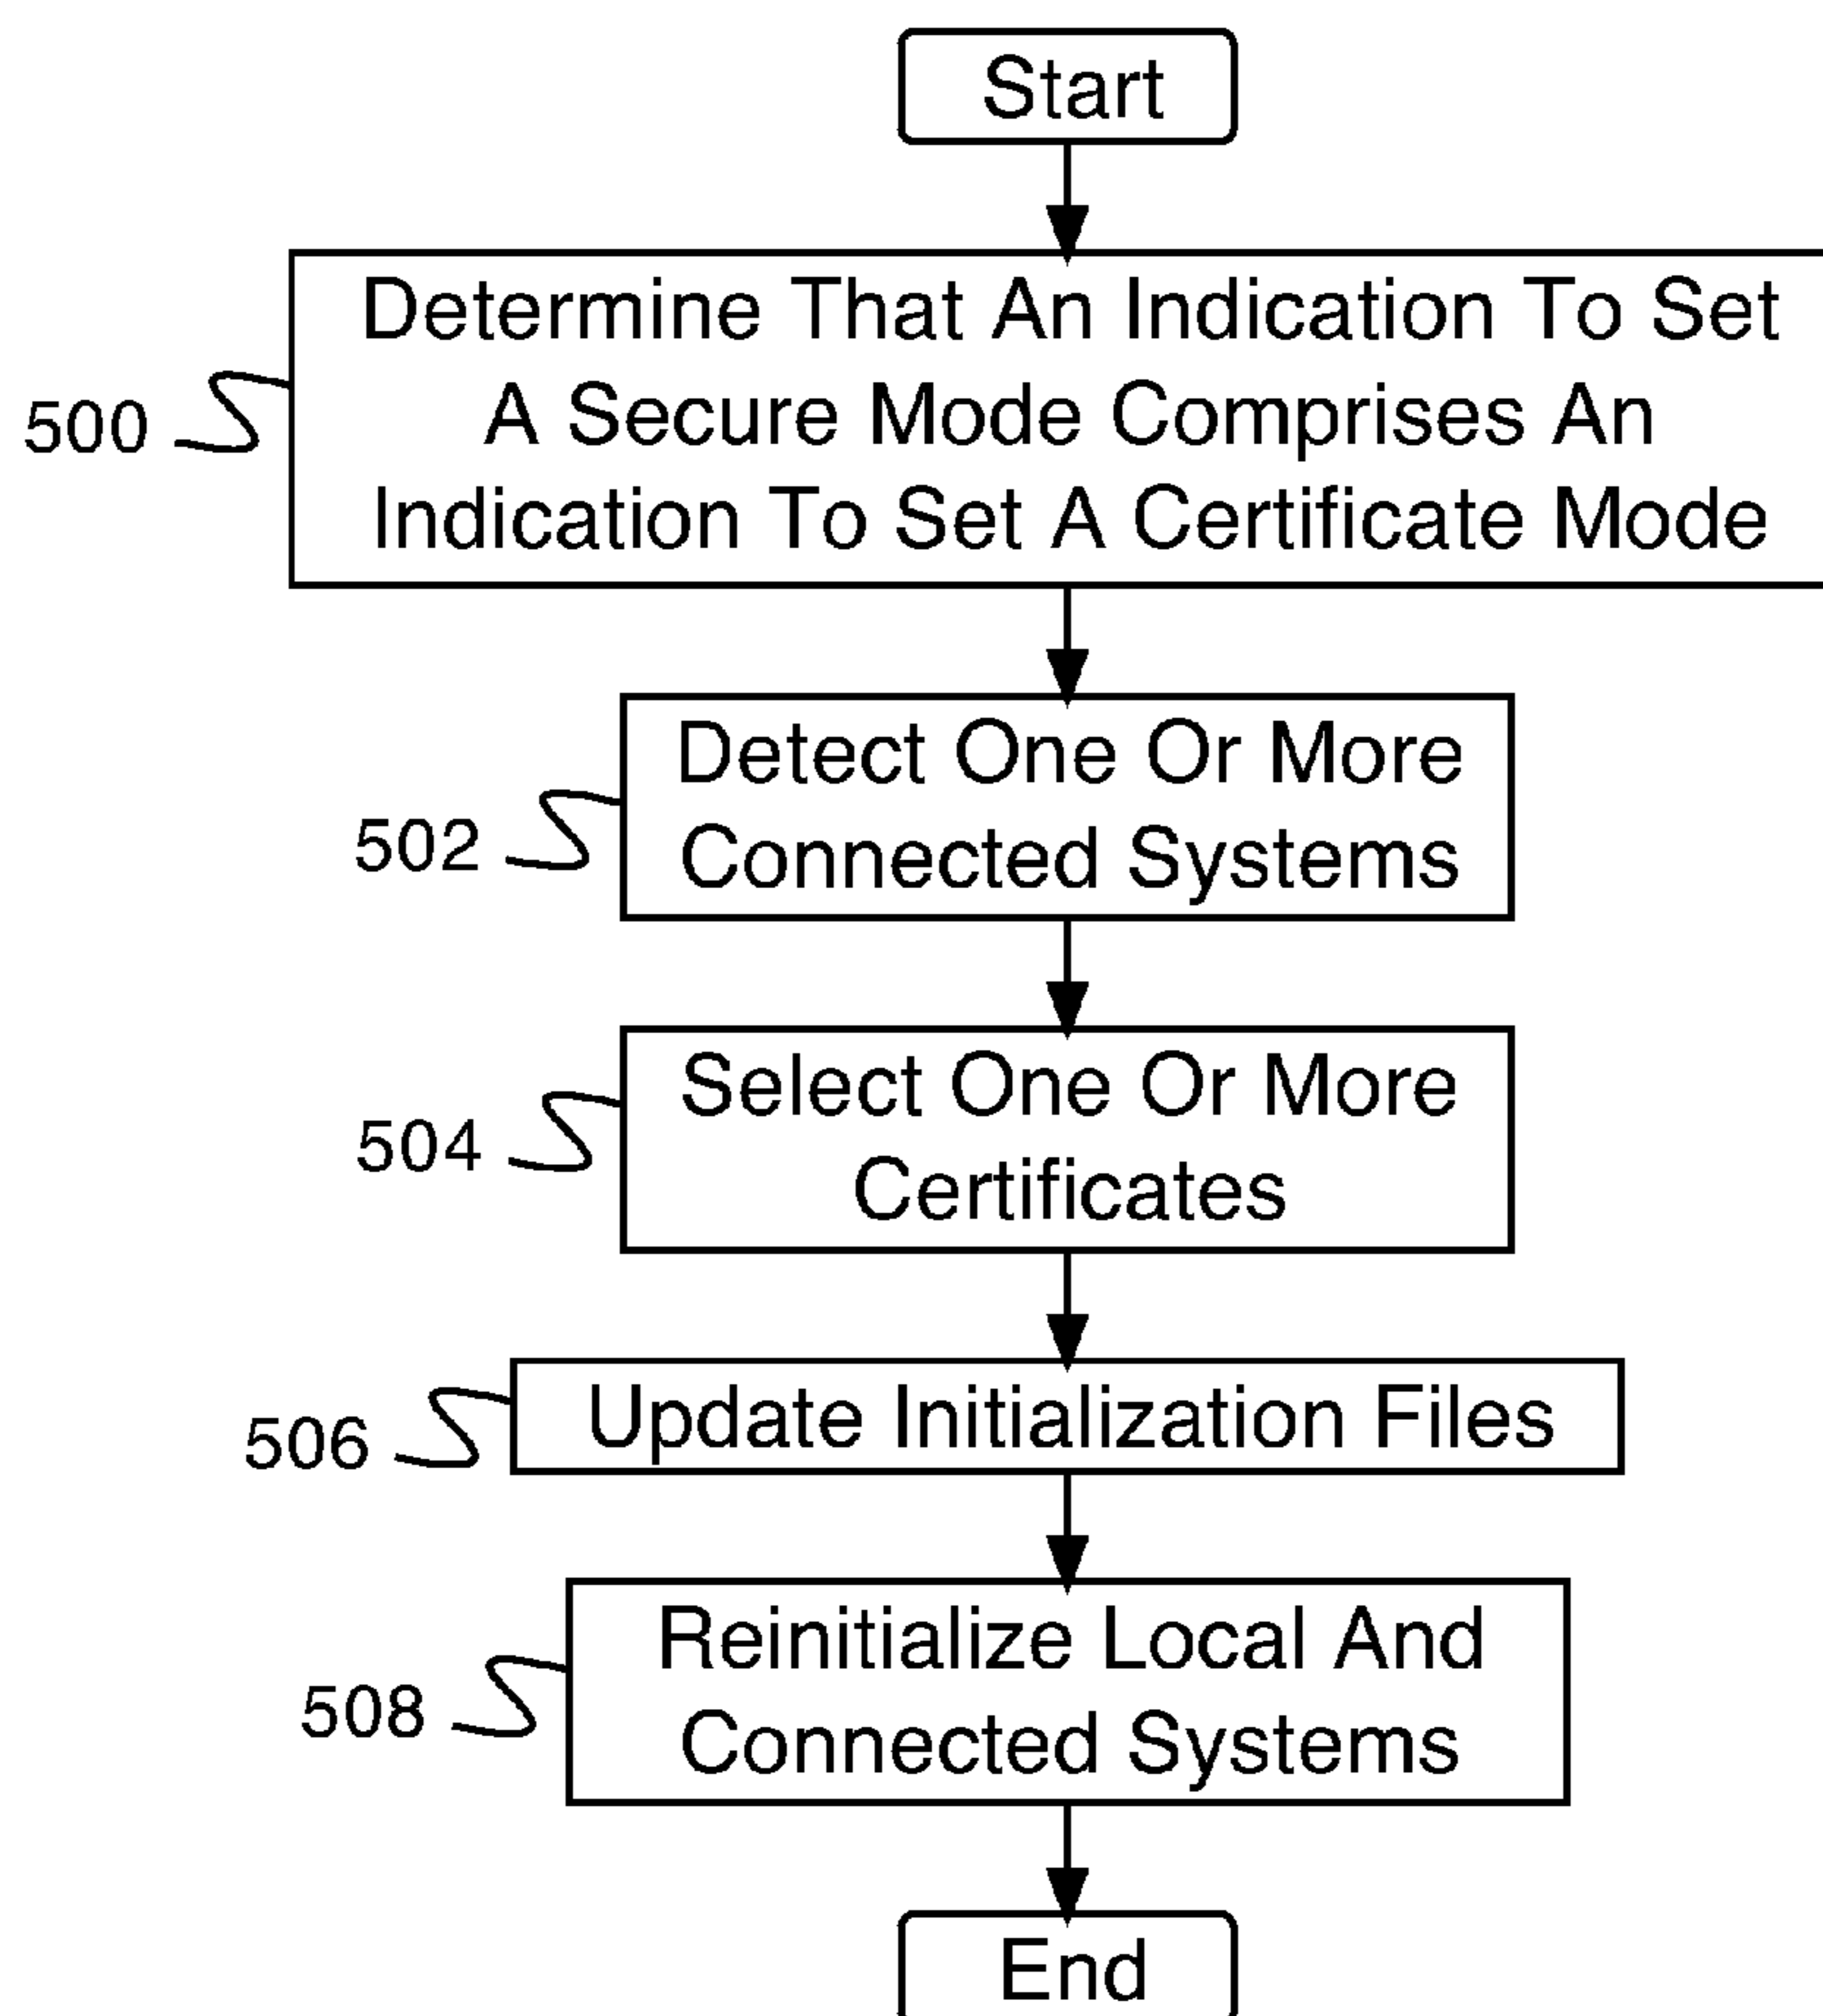 Start
Determine That An Indication To Set
A Secure Mode Comprises An
Indication To Set A Certificate Mode
500
Detect One Or More
Connected Systems
502
Select One Or More
Certificates
504
Update Initialization Files
506
Reinitialize Local And
Connected Systems
508
End